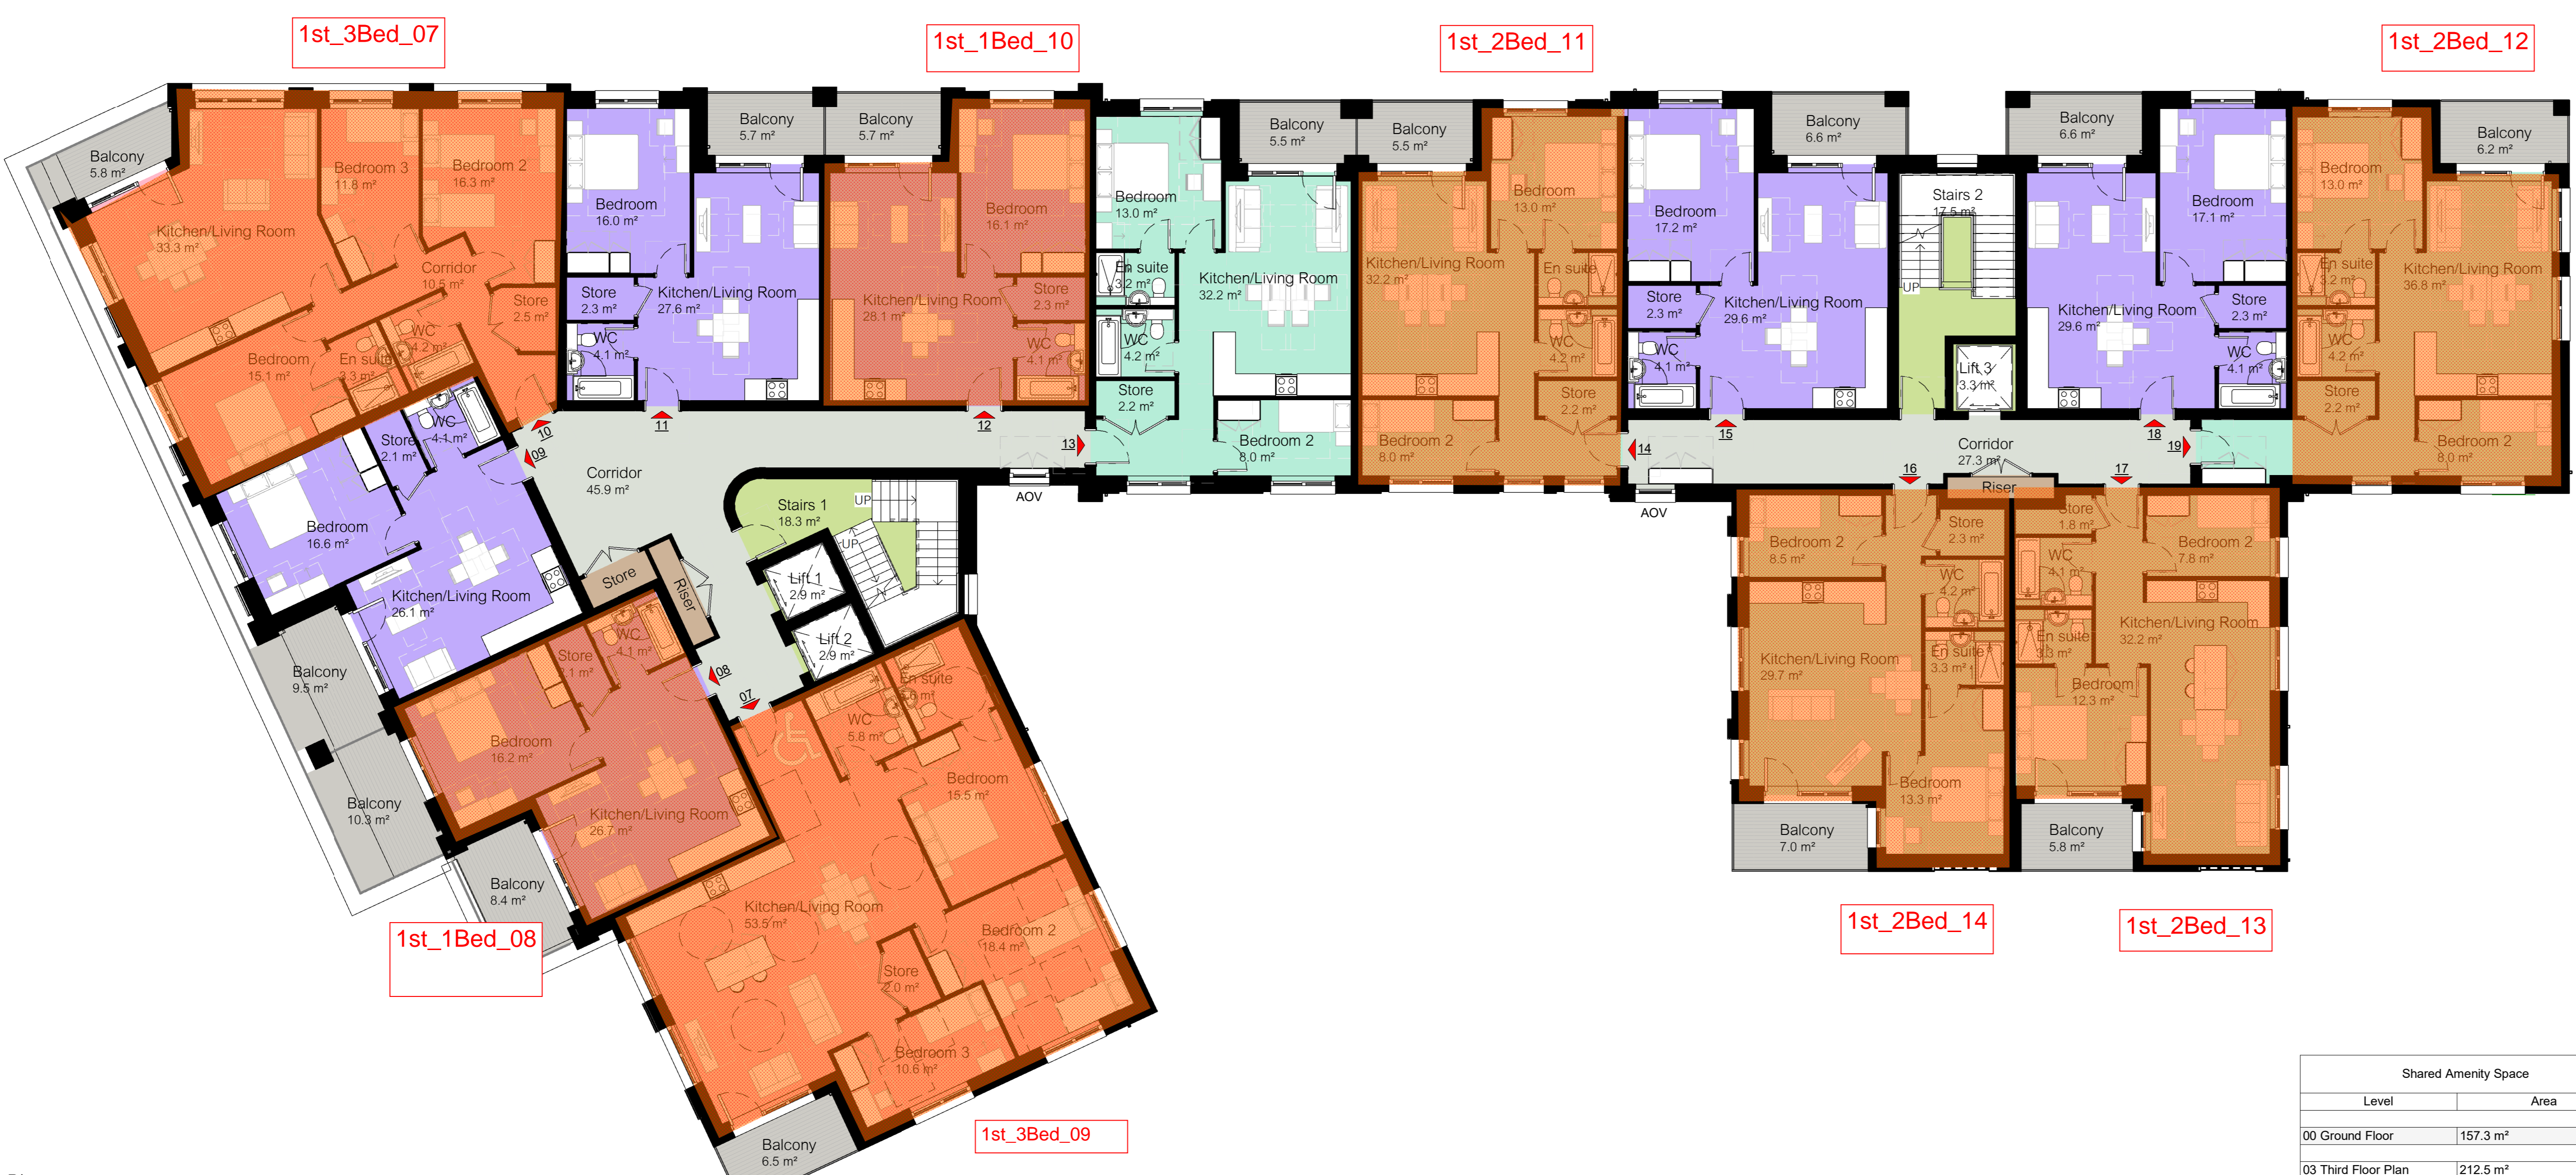 1st_3Bed_07
1st_1Bed_10
1st_2Bed_11
1st_2Bed_12
Balcony
5.8 m²
Kitchen/Living Room
33.3 m²
Bedroom 3
11.8 m²
Bedroom 2
16.3 m²
Corridor
10.5 m²
Store
2.5 m²
Bedroom
15.1 m²
En suite
3.3 m²
WC
4.2 m²
Bedroom
16.0 m²
Balcony
5.7 m²
Store
2.3 m²
Kitchen/Living Room
27.6 m²
WC
4.1 m²
Balcony
5.7 m²
Bedroom
16.1 m²
Kitchen/Living Room
28.1 m²
Store
2.3 m²
WC
4.1 m²
Bedroom
13.0 m²
Balcony
5.5 m²
En suite
3.2 m²
Kitchen/Living Room
32.2 m²
WC
4.2 m²
Store
2.2 m²
Bedroom 2
8.0 m²
Balcony
5.5 m²
Bedroom
13.0 m²
Kitchen/Living Room
32.2 m²
En suite
WC
4.2 m²
Store
2.2 m²
Bedroom 2
8.0 m²
Bedroom
17.2 m²
Balcony
6.6 m²
Store
2.3 m²
Kitchen/Living Room
29.6 m²
WC
4.1 m²
Stairs 2
17.5 m²
UP
Lift 3
3.3 m²
Balcony
6.6 m²
Bedroom
17.1 m²
Kitchen/Living Room
29.6 m²
Store
2.3 m²
WC
4.1 m²
Bedroom
13.0 m²
Balcony
6.2 m²
En suite
3.2 m²
Kitchen/Living Room
36.8 m²
WC
4.2 m²
Store
2.2 m²
Bedroom 2
8.0 m²
10
09
11
12
13
14
15
16
17
18
19
Corridor
45.9 m²
AOV
AOV
Corridor
27.3 m²
Riser
Stairs 1
18.3 m²
UP
UP
Lift 1
2.9 m²
Lift 2
2.9 m²
Store
Riser
08
07
WC
4.1 m²
Store
2.1 m²
Bedroom
16.6 m²
Kitchen/Living Room
26.1 m²
Balcony
9.5 m²
Balcony
10.3 m²
Bedroom
16.2 m²
Store
WC
4.1 m²
Kitchen/Living Room
26.7 m²
Balcony
8.4 m²
1st_1Bed_08
WC
5.8 m²
En suite
Bedroom
15.5 m²
Kitchen/Living Room
53.5 m²
Bedroom 2
18.4 m²
Store
2.0 m²
Bedroom 3
10.6 m²
Balcony
6.5 m²
1st_3Bed_09
Bedroom 2
8.5 m²
Store
2.3 m²
WC
4.2 m²
Kitchen/Living Room
29.7 m²
En suite
3.3 m²
Bedroom
13.3 m²
Balcony
7.0 m²
Store
1.8 m²
Bedroom 2
7.8 m²
WC
4.1 m²
En suite
3.3 m²
Kitchen/Living Room
32.2 m²
Bedroom
12.3 m²
Balcony
5.8 m²
1st_2Bed_14
1st_2Bed_13
Shared Amenity Space
Level Area
00 Ground Floor 157.3 m²
03 Third Floor Plan 212.5 m²